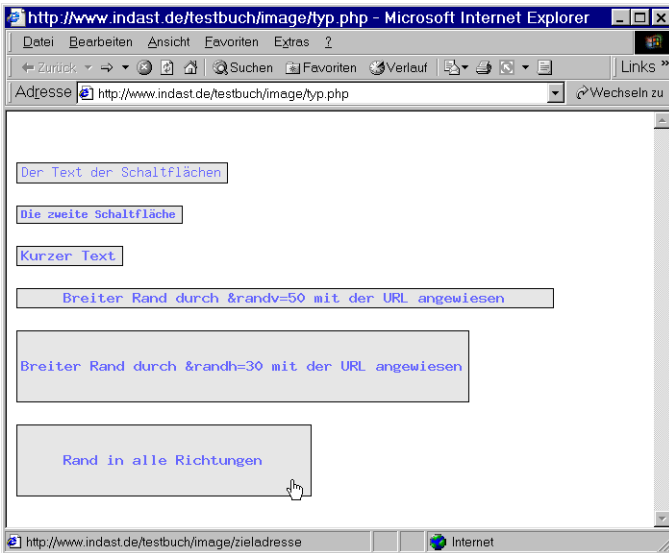 http://www.indast.de/testbuch/image/typ.php - Microsoft Internet Explorer
Datei Bearbeiten Ansicht Favoriten Extras ?
Zurück Suchen Favoriten Verlauf Links »
Adresse http://www.indast.de/testbuch/image/typ.php Wechseln zu
Der Text der Schaltflächen
Die zweite Schaltfläche
Kurzer Text
Breiter Rand durch &randv=50 mit der URL angewiesen
Breiter Rand durch &randh=30 mit der URL angewiesen
Rand in alle Richtungen
http://www.indast.de/testbuch/image/zieladresse Internet